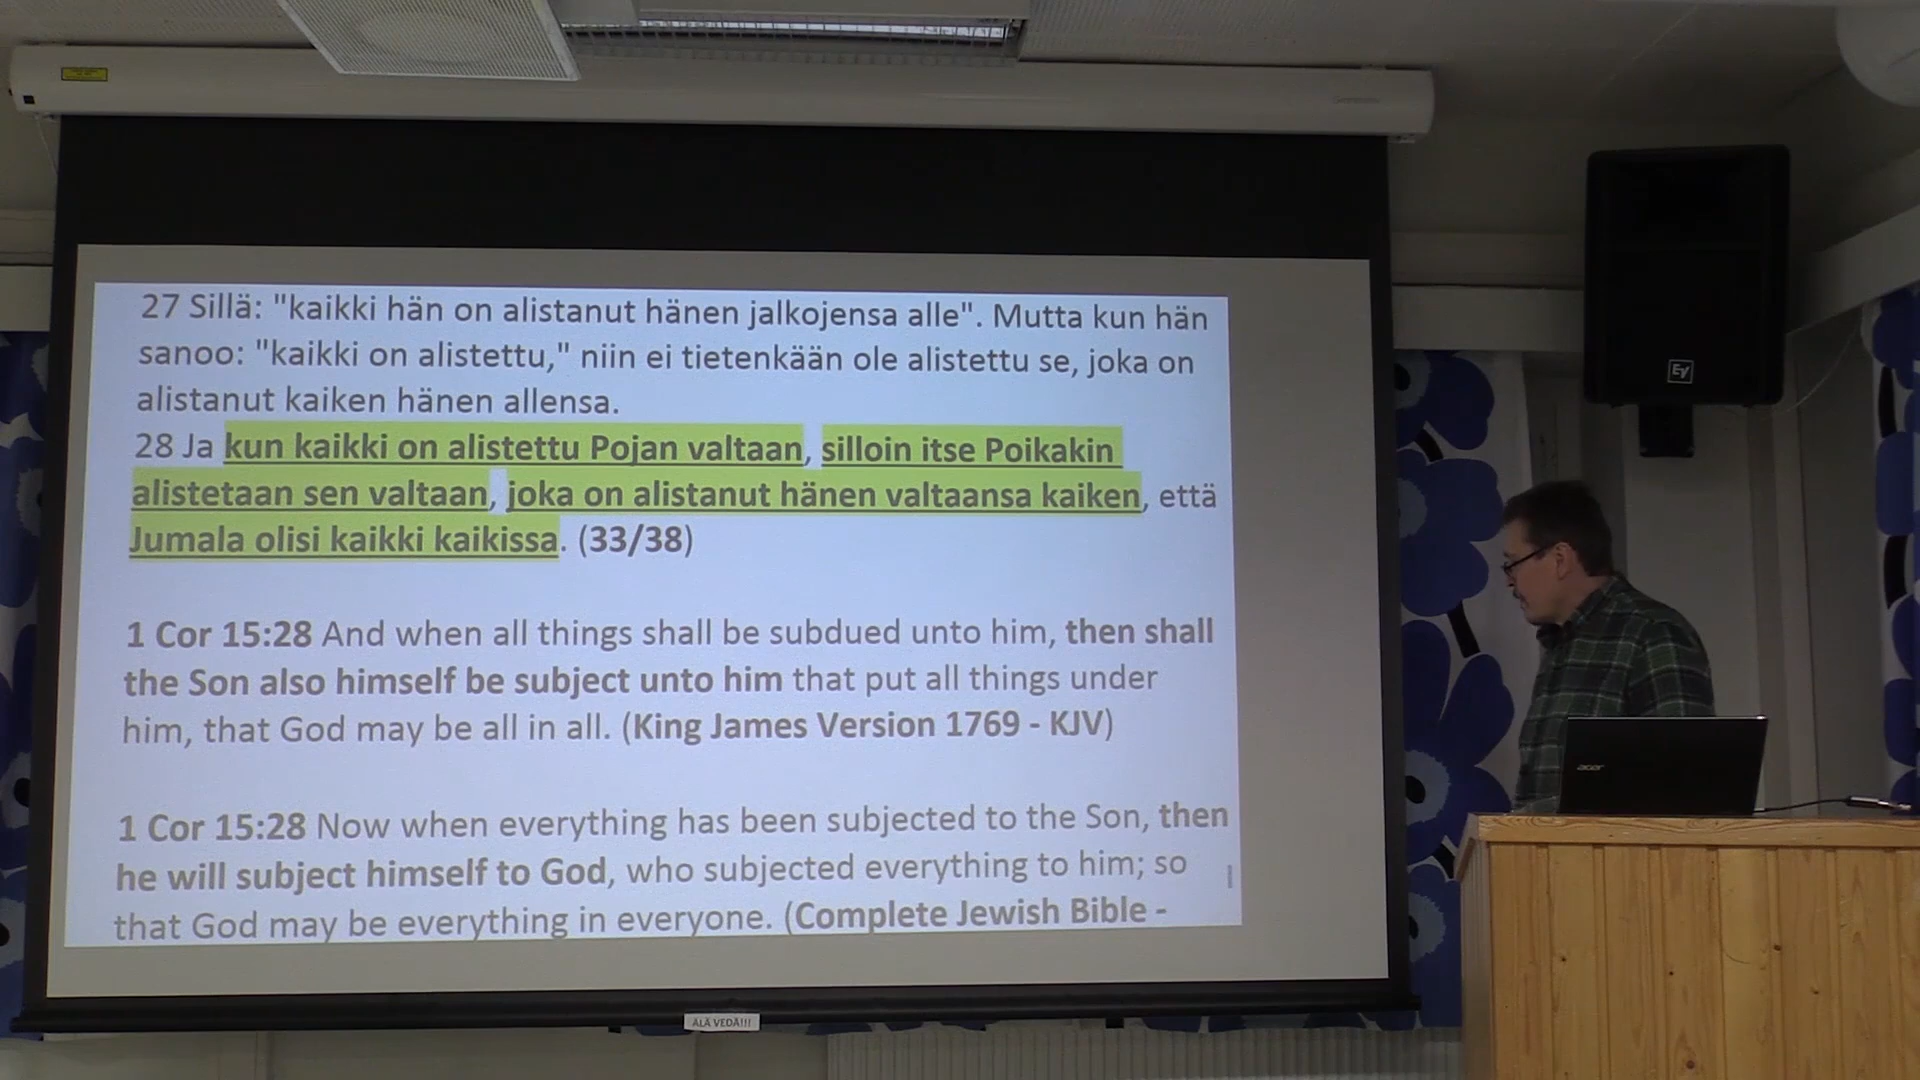 27 Sillä: "kaikki hän on alistanut hänen jalkojensa alle". Mutta kun hän
sanoo: "kaikki on alistettu," niin ei tietenkään ole alistettu se, joka on
alistanut kaiken hänen allensa.
28 Ja kun kaikki on alistettu Pojan valtaan, silloin itse Poikakin
alistetaan sen valtaan, joka on alistanut hänen valtaansa kaiken, että
Jumala olisi kaikki kaikissa. (33/38)
1 Cor 15:28 And when all things shall be subdued unto him, then shall
the Son also himself be subject unto him that put all things under
him, that God may be all in all. (King James Version 1769 - KJV)
1 Cor 15:28 Now when everything has been subjected to the Son, then
he will subject himself to God, who subjected everything to him; so
that God may be everything in everyone. (Complete Jewish Bible -
ÄLÄ VEDÄ!!!
EV
acer